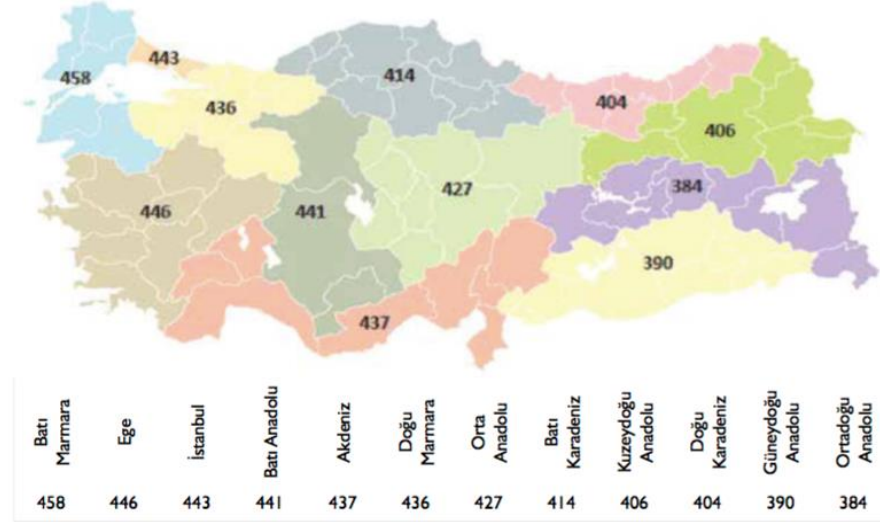 458
443
436
414
404
406
446
441
427
384
390
437
Batı
Marmara
Ege
İstanbul
Batı Anadolu
Akdeniz
Doğu
Marmara
Orta
Anadolu
Batı
Karadeniz
Kuzeydoğu
Anadolu
Doğu
Karadeniz
Güneydoğu
Anadolu
Ortadoğu
Anadolu
458 446 443 441 437 436 427 414 406 404 390 384